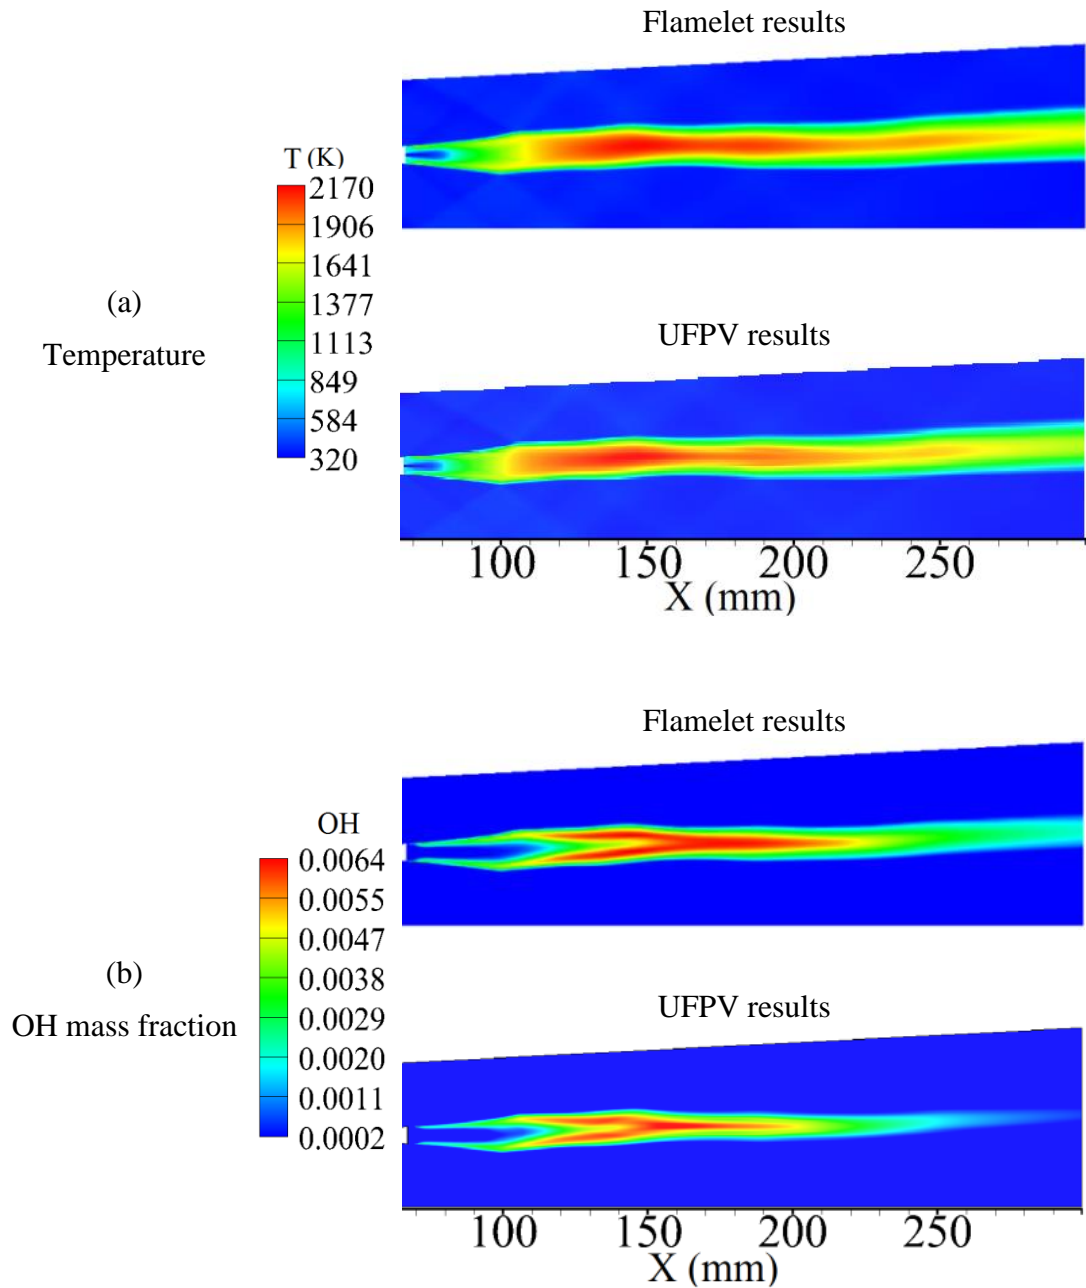 Flamelet results
T (K)
2170
1906
1641
1377
1113
849
584
320
(a)
Temperature
UFPV results
100 150 200 250
X (mm)
Flamelet results
OH
0.0064
0.0055
0.0047
0.0038
0.0029
0.0020
0.0011
0.0002
(b)
OH mass fraction
UFPV results
100 150 200 250
X (mm)